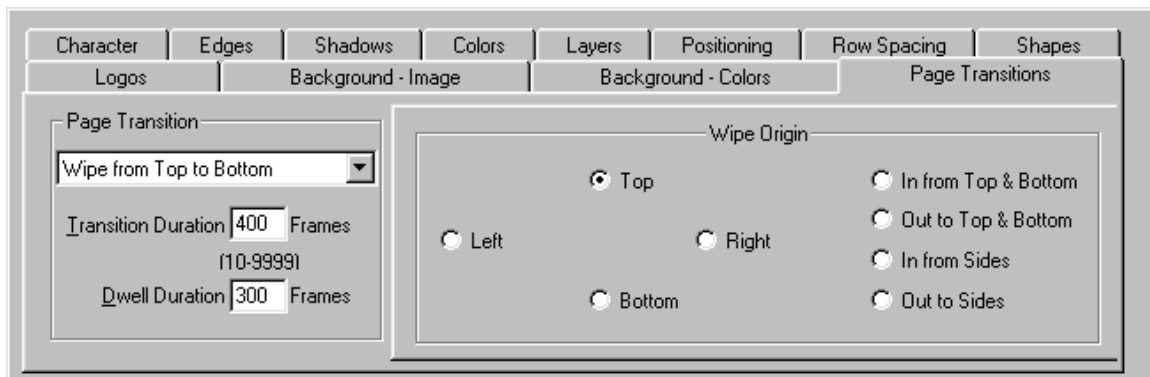 Character Edges Shadows Colors Layers Positioning Row Spacing Shapes
Logos Background - Image Background - Colors Page Transitions
Page Transition
Wipe from Top to Bottom
Transition Duration 400 Frames
(10-9999)
Dwell Duration 300 Frames
Wipe Origin
Top
Left Right
Bottom
In from Top & Bottom
Out to Top & Bottom
In from Sides
Out to Sides